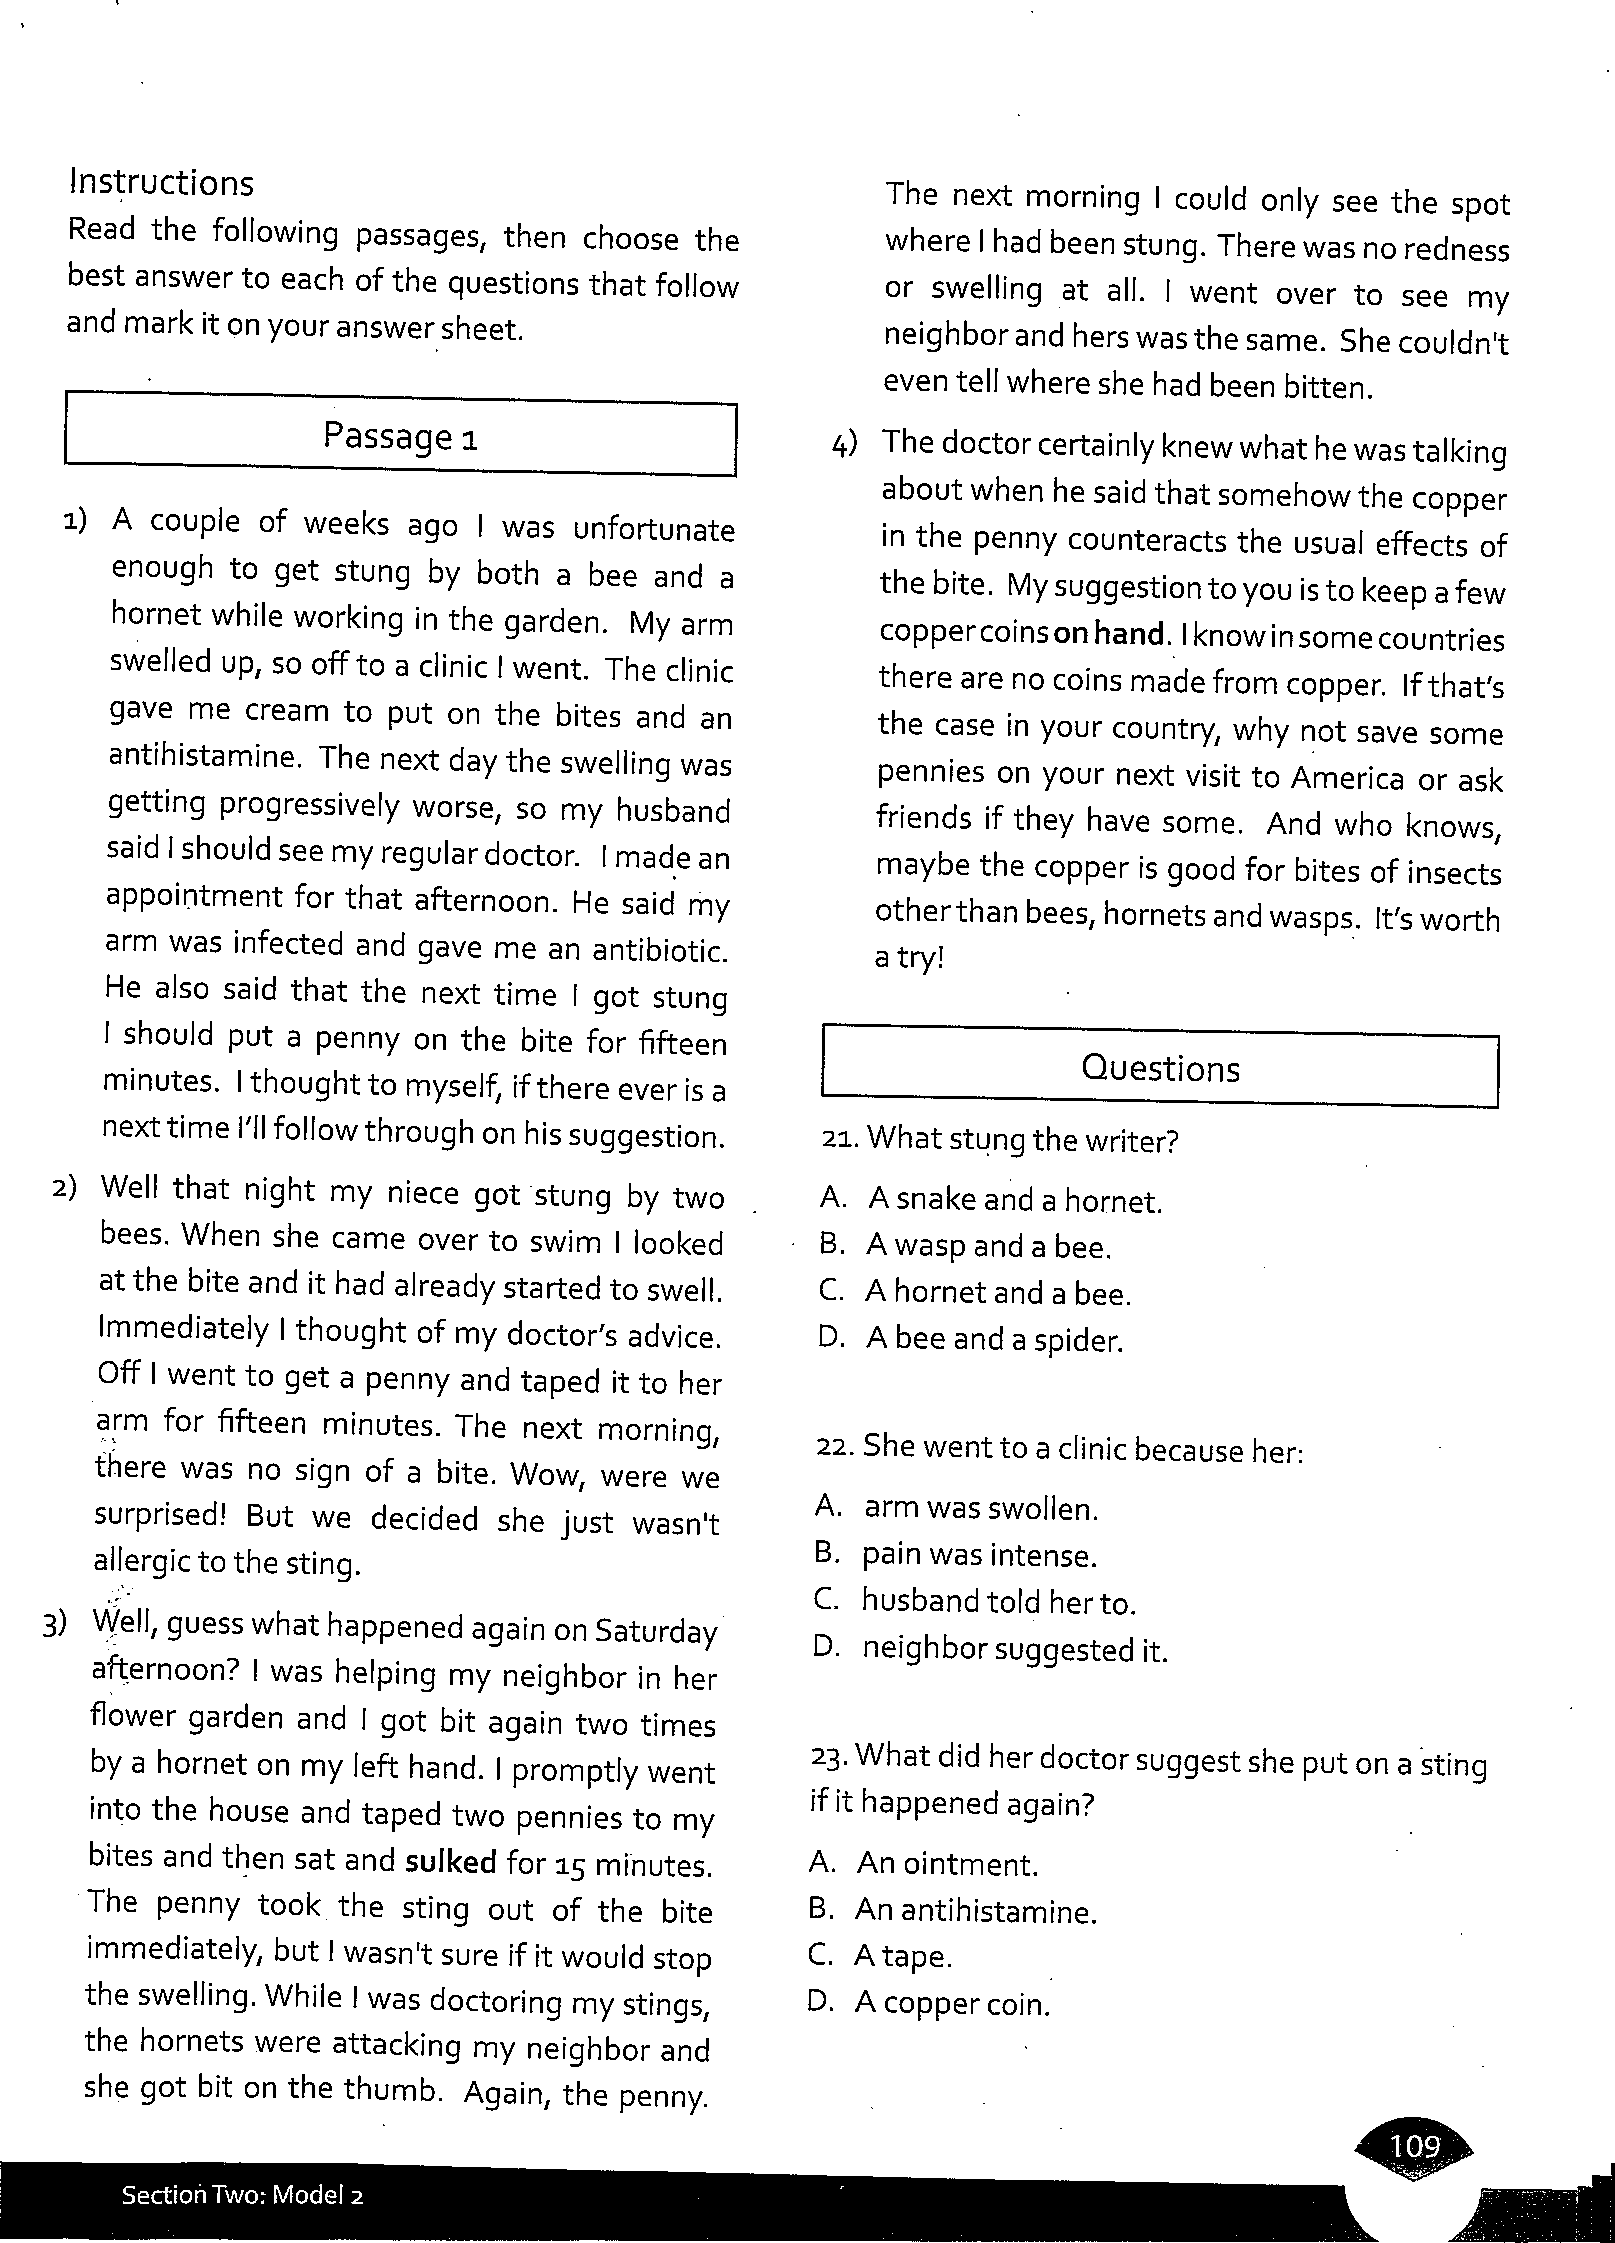 Instructions
Read the following passages, then choose the
best answer to each of the questions that follow
and mark it on your answer sheet.
Passage 1
1) A couple of weeks ago I was unfortunate
enough to get stung by both a bee and a
hornet while working in the garden. My arm
swelled up, so off to a clinic I went. The clinic
gave me cream to put on the bites and an
antihistamine. The next day the swelling was
getting progressively worse, so my husband
said I should see my regular doctor. I made an
appointment for that afternoon. He said my
arm was infected and gave me an antibiotic.
He also said that the next time I got stung
I should put a penny on the bite for fifteen
minutes. I thought to myself, if there ever is a
next time I'll follow through on his suggestion.
2) Well that night my niece got stung by two
bees. When she came over to swim I looked
at the bite and it had already started to swell.
Immediately I thought of my doctor's advice.
Off I went to get a penny and taped it to her
arm for fifteen minutes. The next morning,
there was no sign of a bite. Wow, were we
surprised! But we decided she just wasn't
allergic to the sting.
3) Well, guess what happened again on Saturday
afternoon? I was helping my neighbor in her
flower garden and I got bit again two times
by a hornet on my left hand. I promptly went
into the house and taped two pennies to my
bites and then sat and sulked for 15 minutes.
The penny took the sting out of the bite
immediately, but I wasn't sure if it would stop
the swelling. While I was doctoring my stings,
the hornets were attacking my neighbor and
she got bit on the thumb. Again, the penny.
The next morning I could only see the spot
where I had been stung. There was no redness
or swelling at all. I went over to see my
neighbor and hers was the same. She couldn't
even tell where she had been bitten.
4) The doctor certainly knew what he was talking
about when he said that somehow the copper
in the penny counteracts the usual effects of
the bite. My suggestion to you is to keep a few
copper coins on hand. I know in some countries
there are no coins made from copper. If that's
the case in your country, why not save some
pennies on your next visit to America or ask
friends if they have some. And who knows,
maybe the copper is good for bites of insects
other than bees, hornets and wasps. It's worth
a try!
Questions
21. What stung the writer?
A. A snake and a hornet.
B. A wasp and a bee.
C. A hornet and a bee.
D. A bee and a spider.
22. She went to a clinic because her:
A. arm was swollen.
B. pain was intense.
C. husband told her to.
D. neighbor suggested it.
23. What did her doctor suggest she put on a sting
if it happened again?
A. An ointment.
B. An antihistamine.
C. A tape.
D. A copper coin.
109
Section Two: Model 2